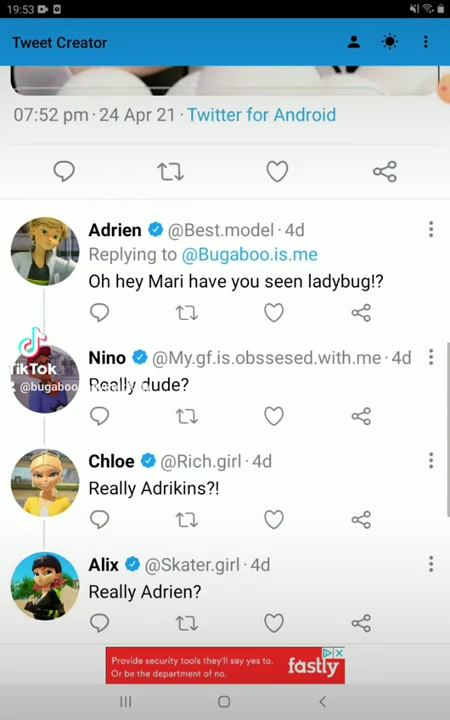 19:53
Tweet Creator
07:52 pm · 24 Apr 21 · Twitter for Android
Adrien @Best.model · 4d
Replying to @Bugaboo.is.me
Oh hey Mari have you seen ladybug!?
TikTok
Nino @My.gf.is.obssesed.with.me · 4d
@bugaboo
Really dude?
Chloe @Rich.girl · 4d
Really Adrikins?!
Alix @Skater.girl · 4d
Really Adrien?
Provide security tools they'll say yes to.
Or be the department of no.
fastly